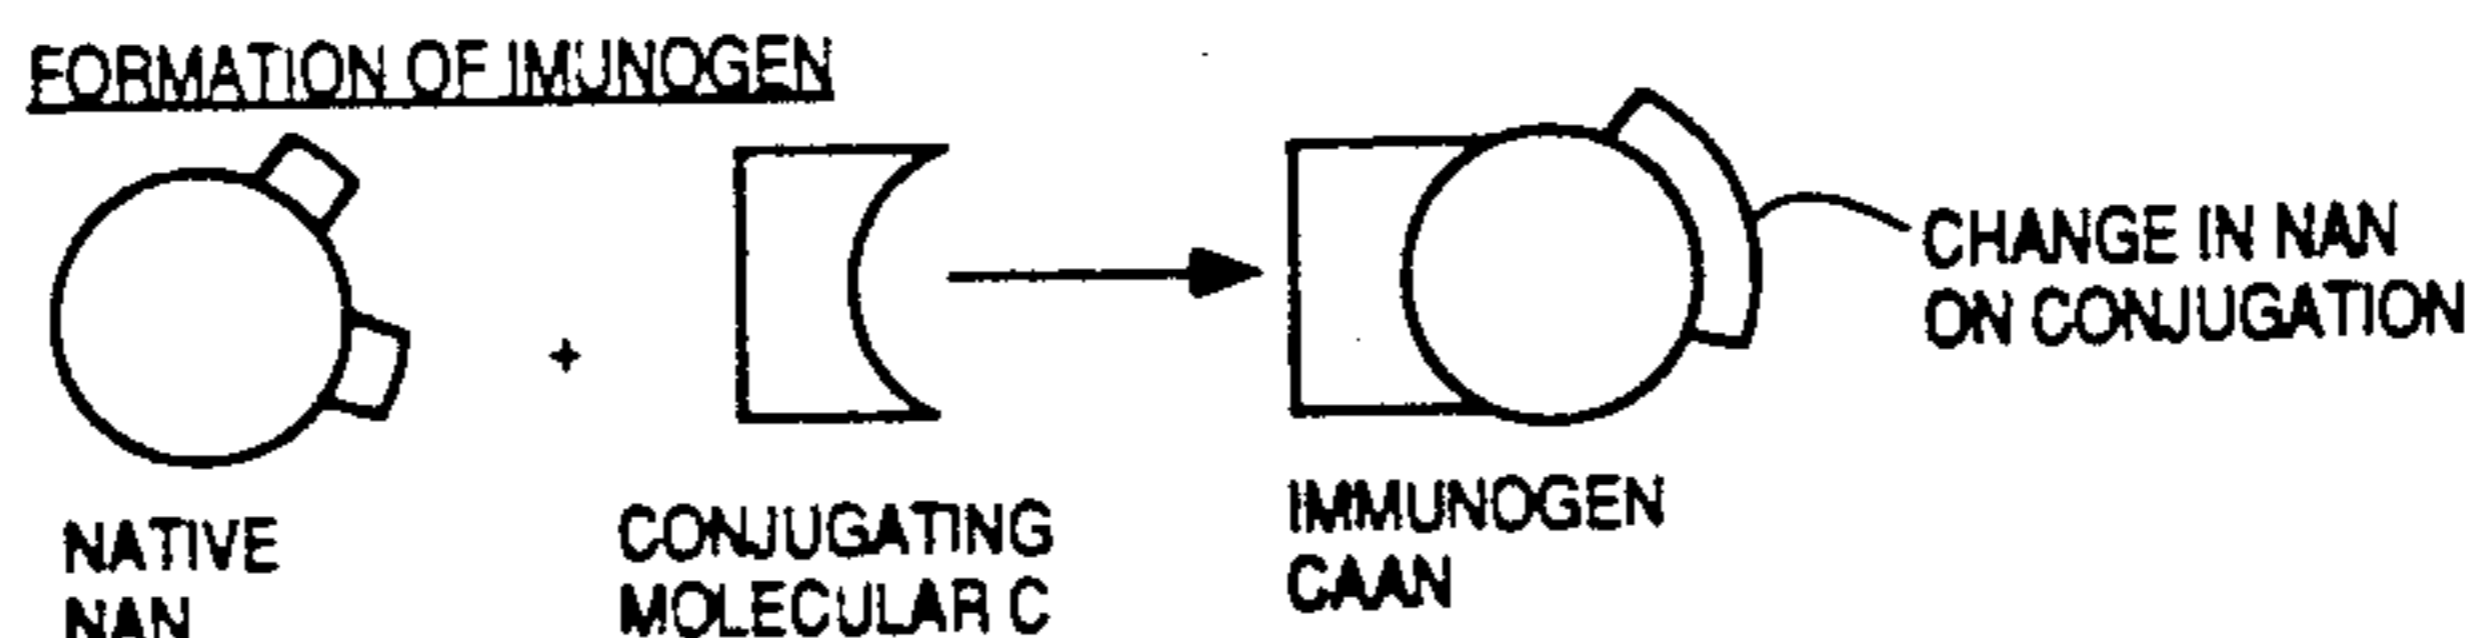 FORMATION OF IMUNOGEN
+
CHANGE IN NAN
ON CONJUGATION
NATIVE
NAN
CONJUGATING
MOLECULAR C
IMMUNOGEN
CAAN